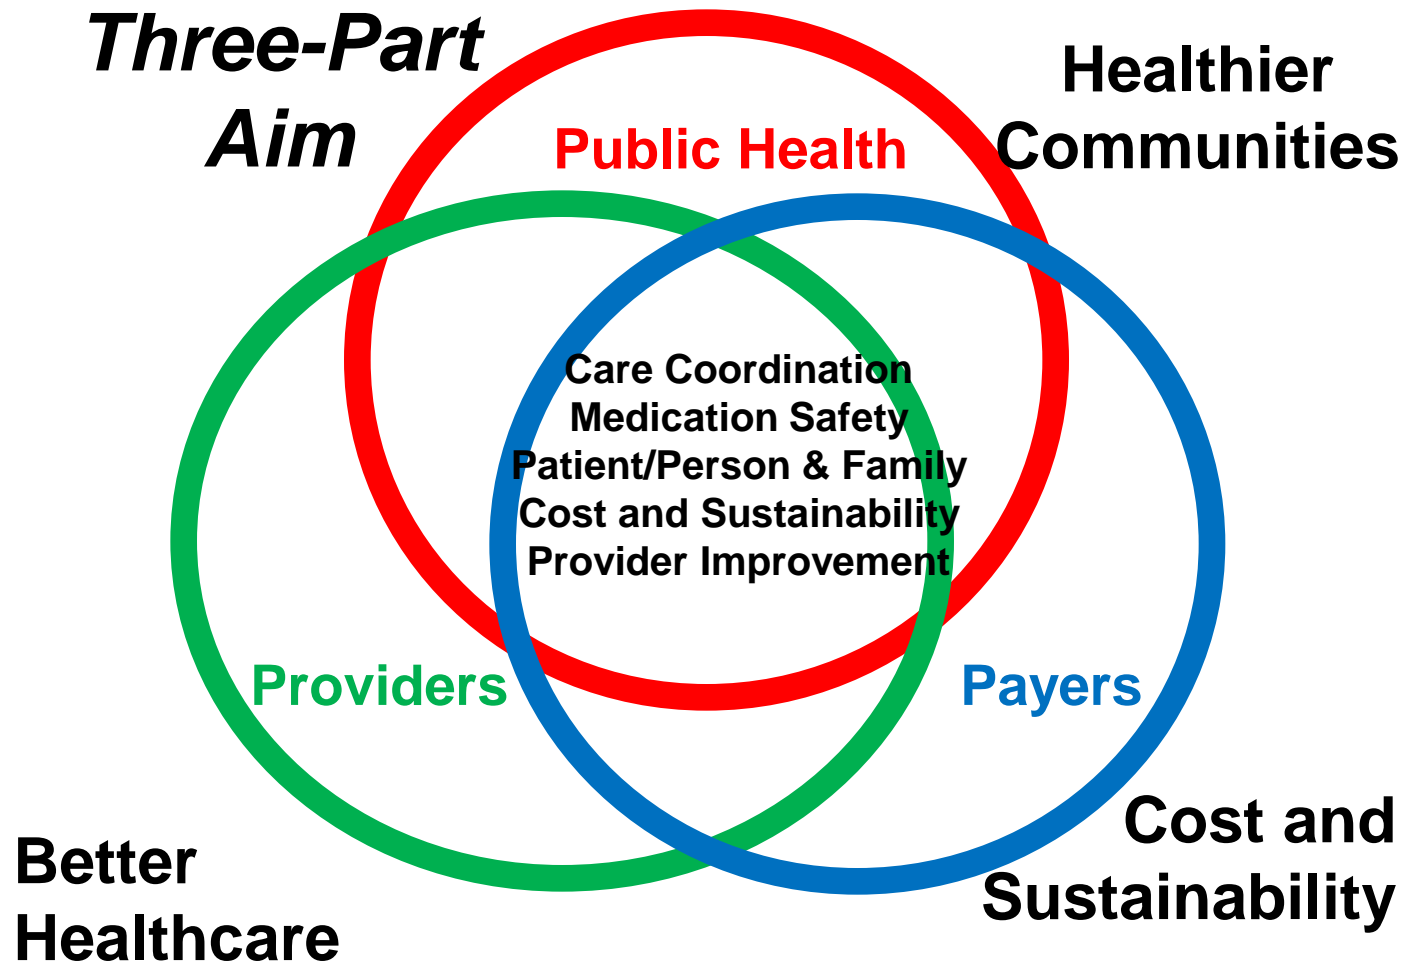 Three-Part
Aim
Healthier
Communities
Public Health
Care Coordination
Medication Safety
Patient/Person & Family
Cost and Sustainability
Provider Improvement
Providers
Payers
Better
Healthcare
Cost and
Sustainability